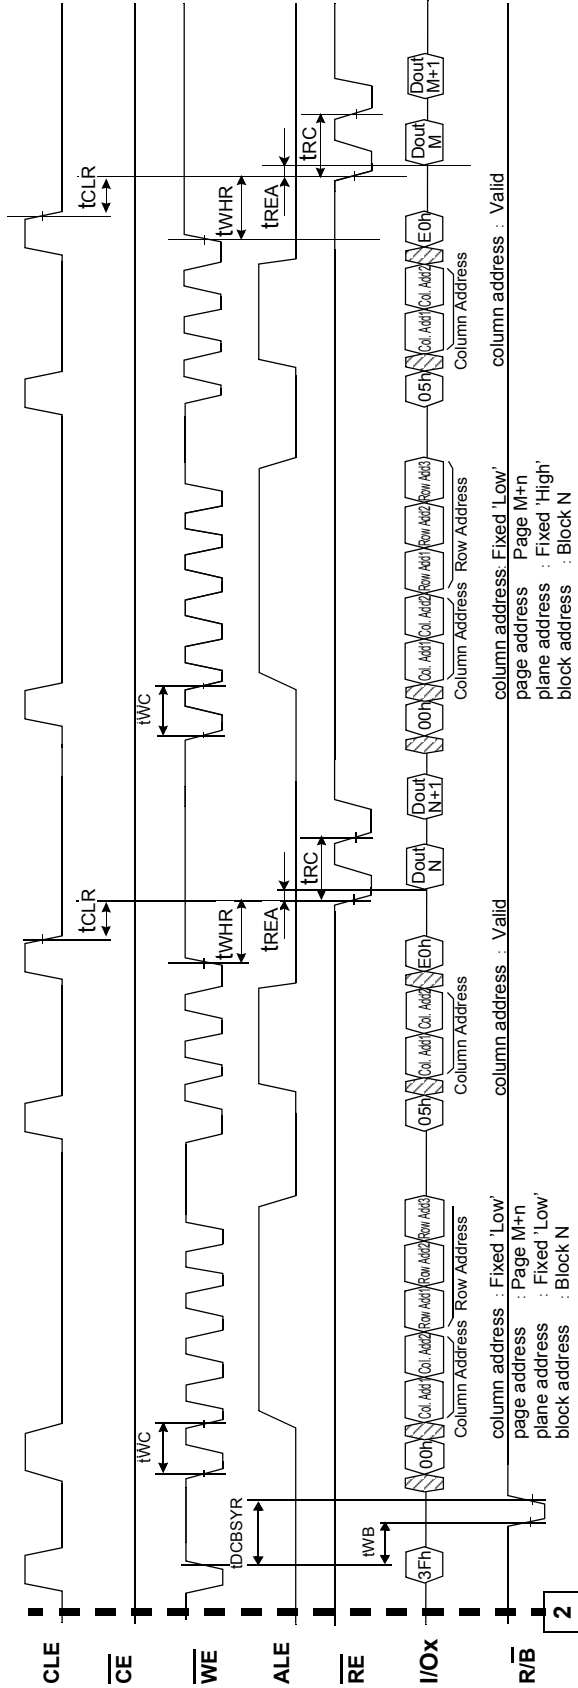 CLE
tCLR
tCLR
CE
WE
tWC
tWHR
tWC
tWHR
ALE
tDCBSYR
tREA
tREA
RE
tWB
tRC
tRC
I/Ox
3Fh
00h
Col. Add1
Col. Add2
Row Add1
Row Add2
Row Add3
05h
Col. Add1
Col. Add2
E0h
Dout N
Dout N+1
00h
Col. Add1
Col. Add2
Row Add1
Row Add2
Row Add3
05h
Col. Add1
Col. Add2
E0h
Dout M
Dout M+1
Column Address
Row Address
Column Address
Column Address
Row Address
Column Address
R/B
column address : Fixed 'Low'
page address : Page M+n
plane address : Fixed 'Low'
block address : Block N
column address : Valid
column address: Fixed 'Low'
page address : Page M+n
plane address : Fixed 'High'
block address : Block N
column address : Valid
2